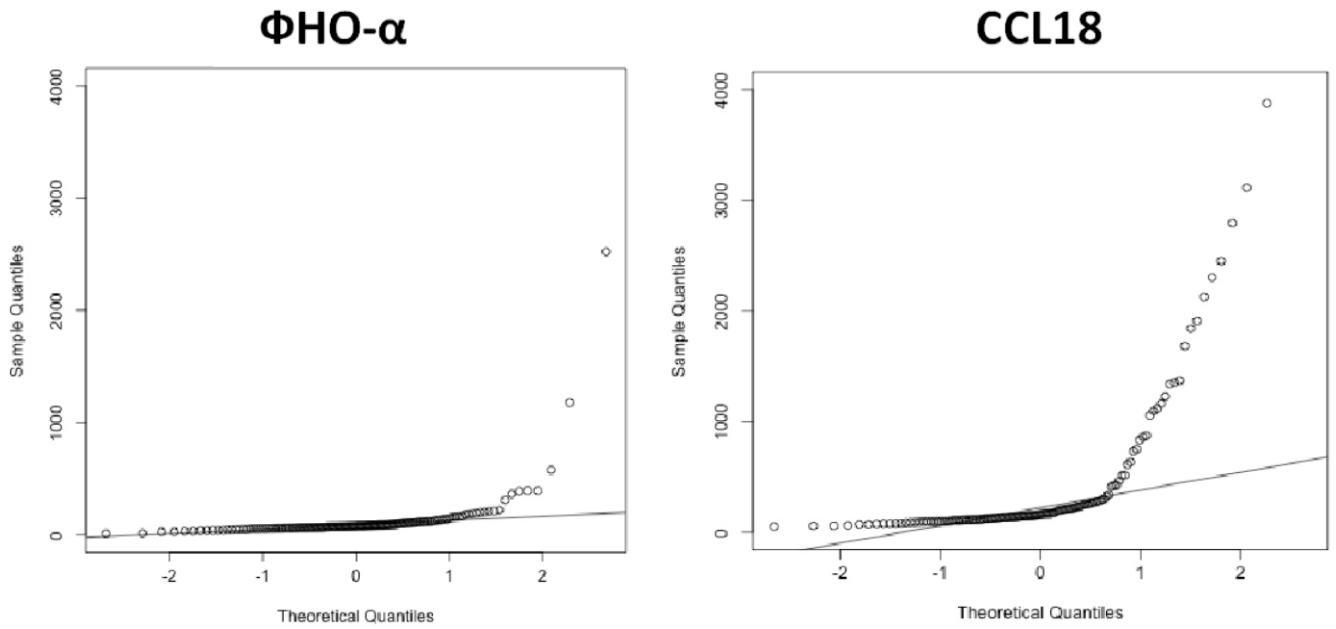 ΦΗΟ-α
CCL18
4000
3000
2000
1000
0
Sample Quantiles
-2 -1 0 1 2
Theoretical Quantiles
4000
3000
2000
1000
0
Sample Quantiles
-2 -1 0 1 2
Theoretical Quantiles